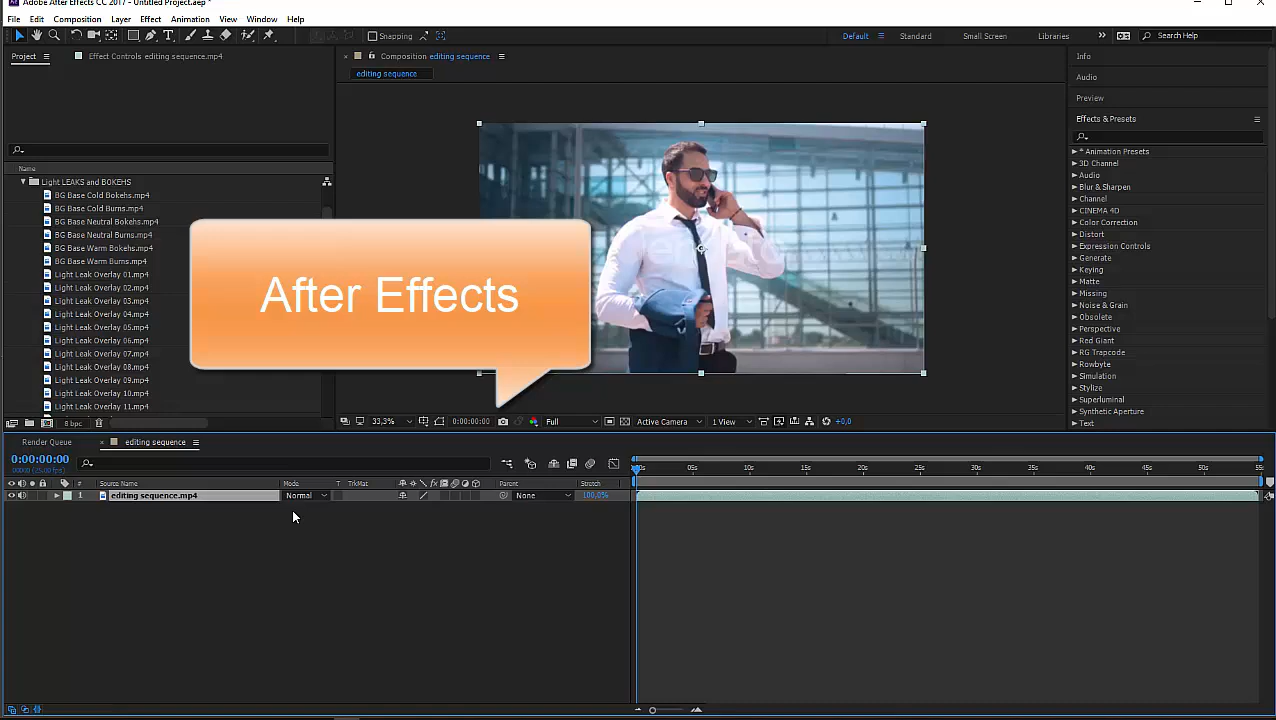 Adobe After Effects CC 2017 - Untitled Project.aep *
File Edit Composition Layer Effect Animation View Window Help
Snapping
Default Standard Small Screen Libraries Search Help
Project Effect Controls editing sequence.mp4
Composition editing sequence
editing sequence
Name
Light LEAKS and BOKEHS
BG Base Cold Bokehs.mp4
BG Base Cold Burns.mp4
BG Base Neutral Bokehs.mp4
BG Base Neutral Burns.mp4
BG Base Warm Bokehs.mp4
BG Base Warm Burns.mp4
Light Leak Overlay 01.mp4
Light Leak Overlay 02.mp4
Light Leak Overlay 03.mp4
Light Leak Overlay 04.mp4
Light Leak Overlay 05.mp4
Light Leak Overlay 06.mp4
Light Leak Overlay 07.mp4
Light Leak Overlay 08.mp4
Light Leak Overlay 09.mp4
Light Leak Overlay 10.mp4
Light Leak Overlay 11.mp4
8 bpc
After Effects
33,3% 0:00:00:00 Full Active Camera 1 View +0,0
Info
Audio
Preview
Effects & Presets
* Animation Presets
3D Channel
Audio
Blur & Sharpen
Channel
CINEMA 4D
Color Correction
Distort
Expression Controls
Generate
Keying
Matte
Missing
Noise & Grain
Obsolete
Perspective
Red Giant
RG Trapcode
Rowbyte
Simulation
Stylize
Superluminal
Synthetic Aperture
Text
Render Queue editing sequence
0:00:00:00
00000 (25.00 fps)
# Source Name Mode T TrkMat Parent Stretch
1 editing sequence.mp4 Normal None 100,0%
05s 10s 15s 20s 25s 30s 35s 40s 45s 50s 55s